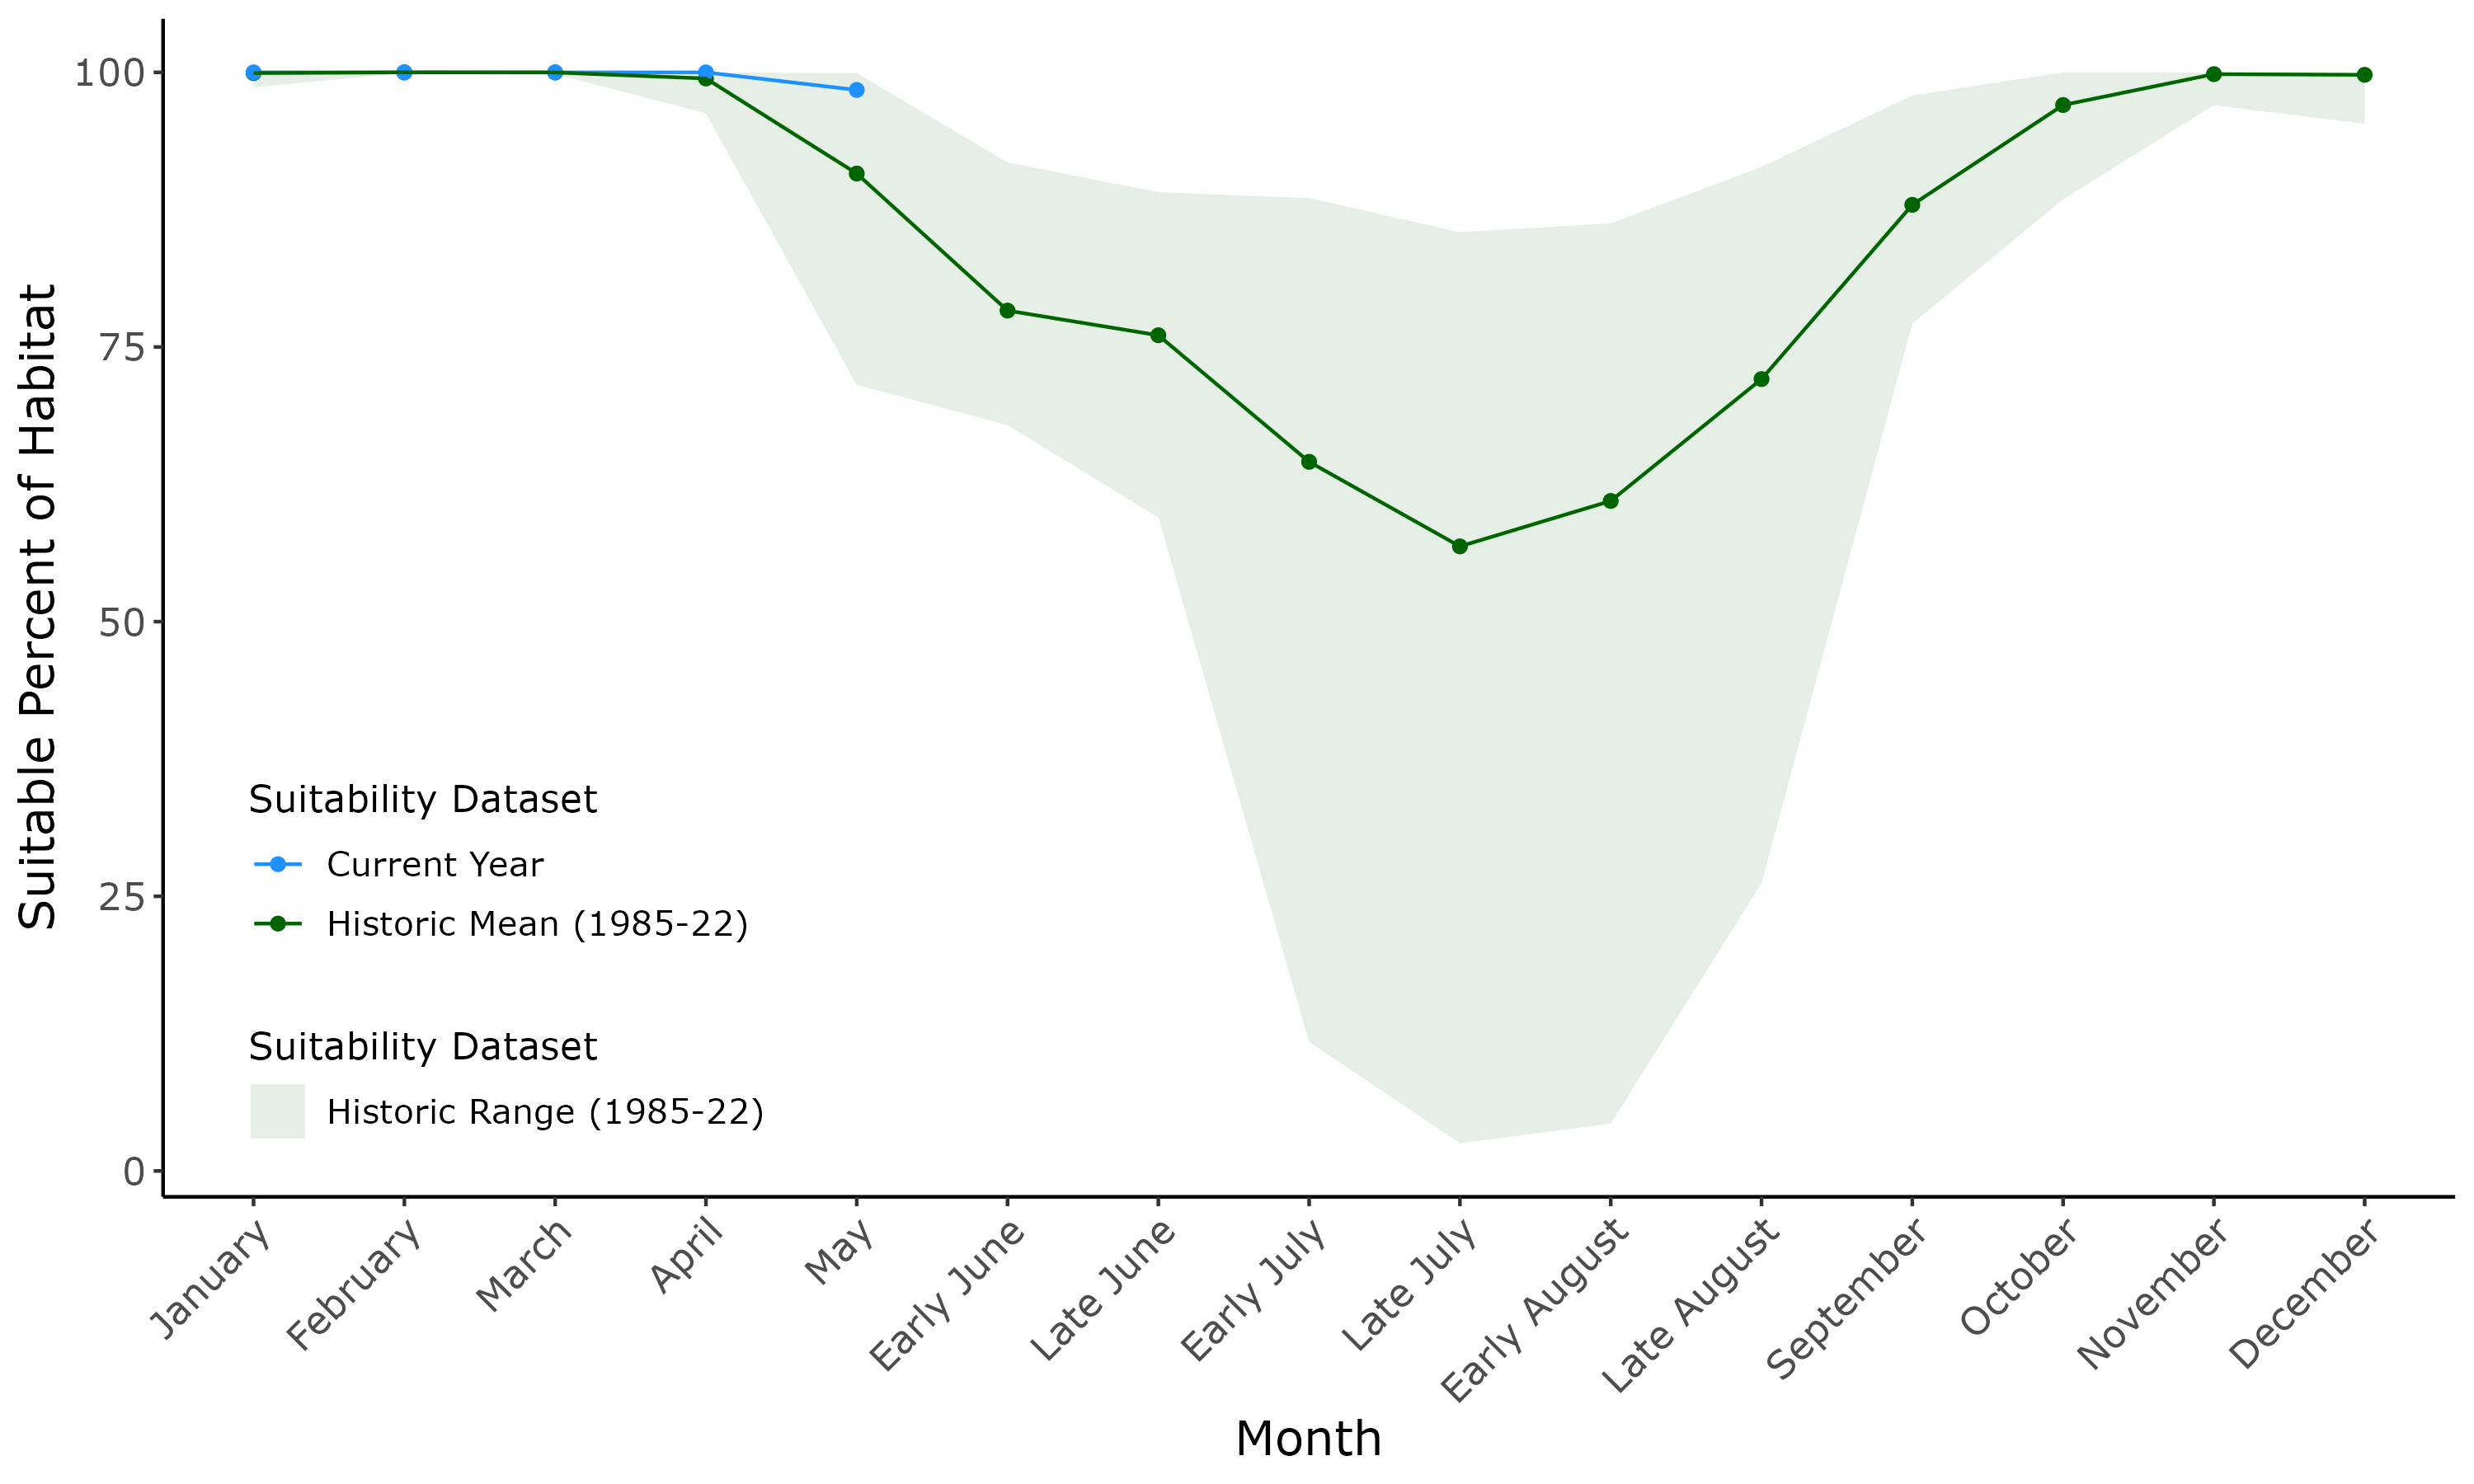 Suitable Percent of Habitat
100
75
50
25
0
Suitability Dataset
Current Year
Historic Mean (1985-22)
Suitability Dataset
Historic Range (1985-22)
January
February
March
April
May
Early June
Late June
Early July
Late July
Early August
Late August
September
October
November
December
Month